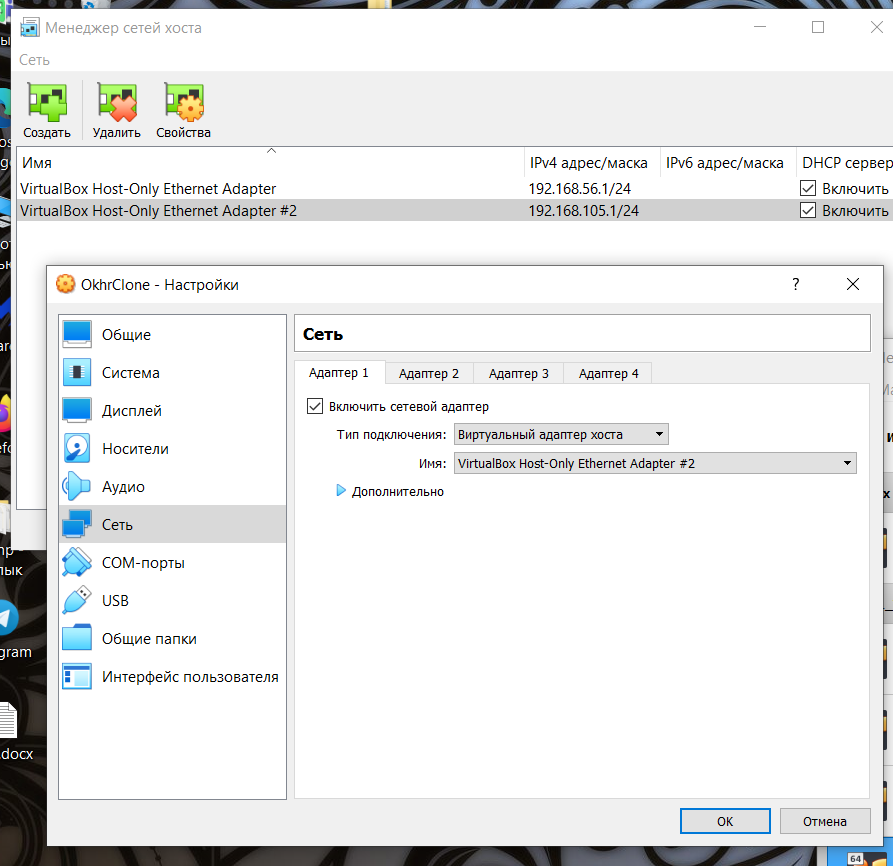 Менеджер сетей хоста
Сеть
Создать Удалить Свойства
Имя IPv4 адрес/маска IPv6 адрес/маска DHCP сервер
VirtualBox Host-Only Ethernet Adapter 192.168.56.1/24 Включить
VirtualBox Host-Only Ethernet Adapter #2 192.168.105.1/24 Включить
OkhrClone - Настройки ?
Общие
Система
Дисплей
Носители
Аудио
Сеть
COM-порты
USB
Общие папки
Интерфейс пользователя
Сеть
Адаптер 1 Адаптер 2 Адаптер 3 Адаптер 4
Включить сетевой адаптер
Тип подключения: Виртуальный адаптер хоста
Имя: VirtualBox Host-Only Ethernet Adapter #2
Дополнительно
OK Отмена
лык
gram
.docx
64